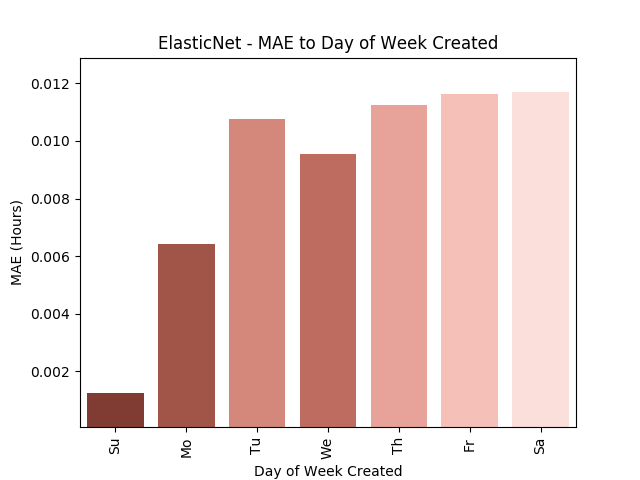 ElasticNet - MAE to Day of Week Created
MAE (Hours)
0.012
0.010
0.008
0.006
0.004
0.002
Su Mo Tu We Th Fr Sa
Day of Week Created